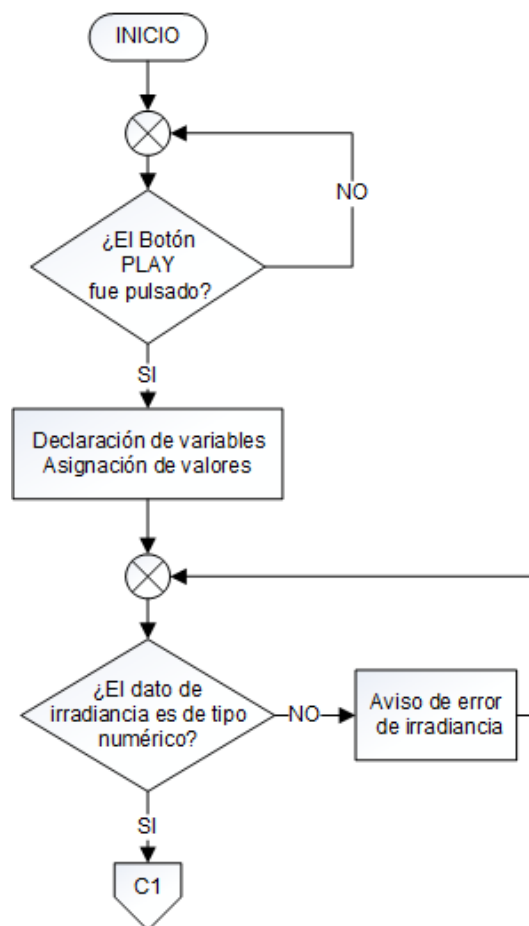 INICIO
NO
¿El Botón
PLAY
fue pulsado?
SI
Declaración de variables
Asignación de valores
¿El dato de
irradiancia es de tipo
numérico?
NO
Aviso de error
de irradiancia
SI
C1